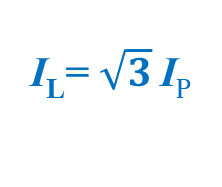 I_L = √3 I_P